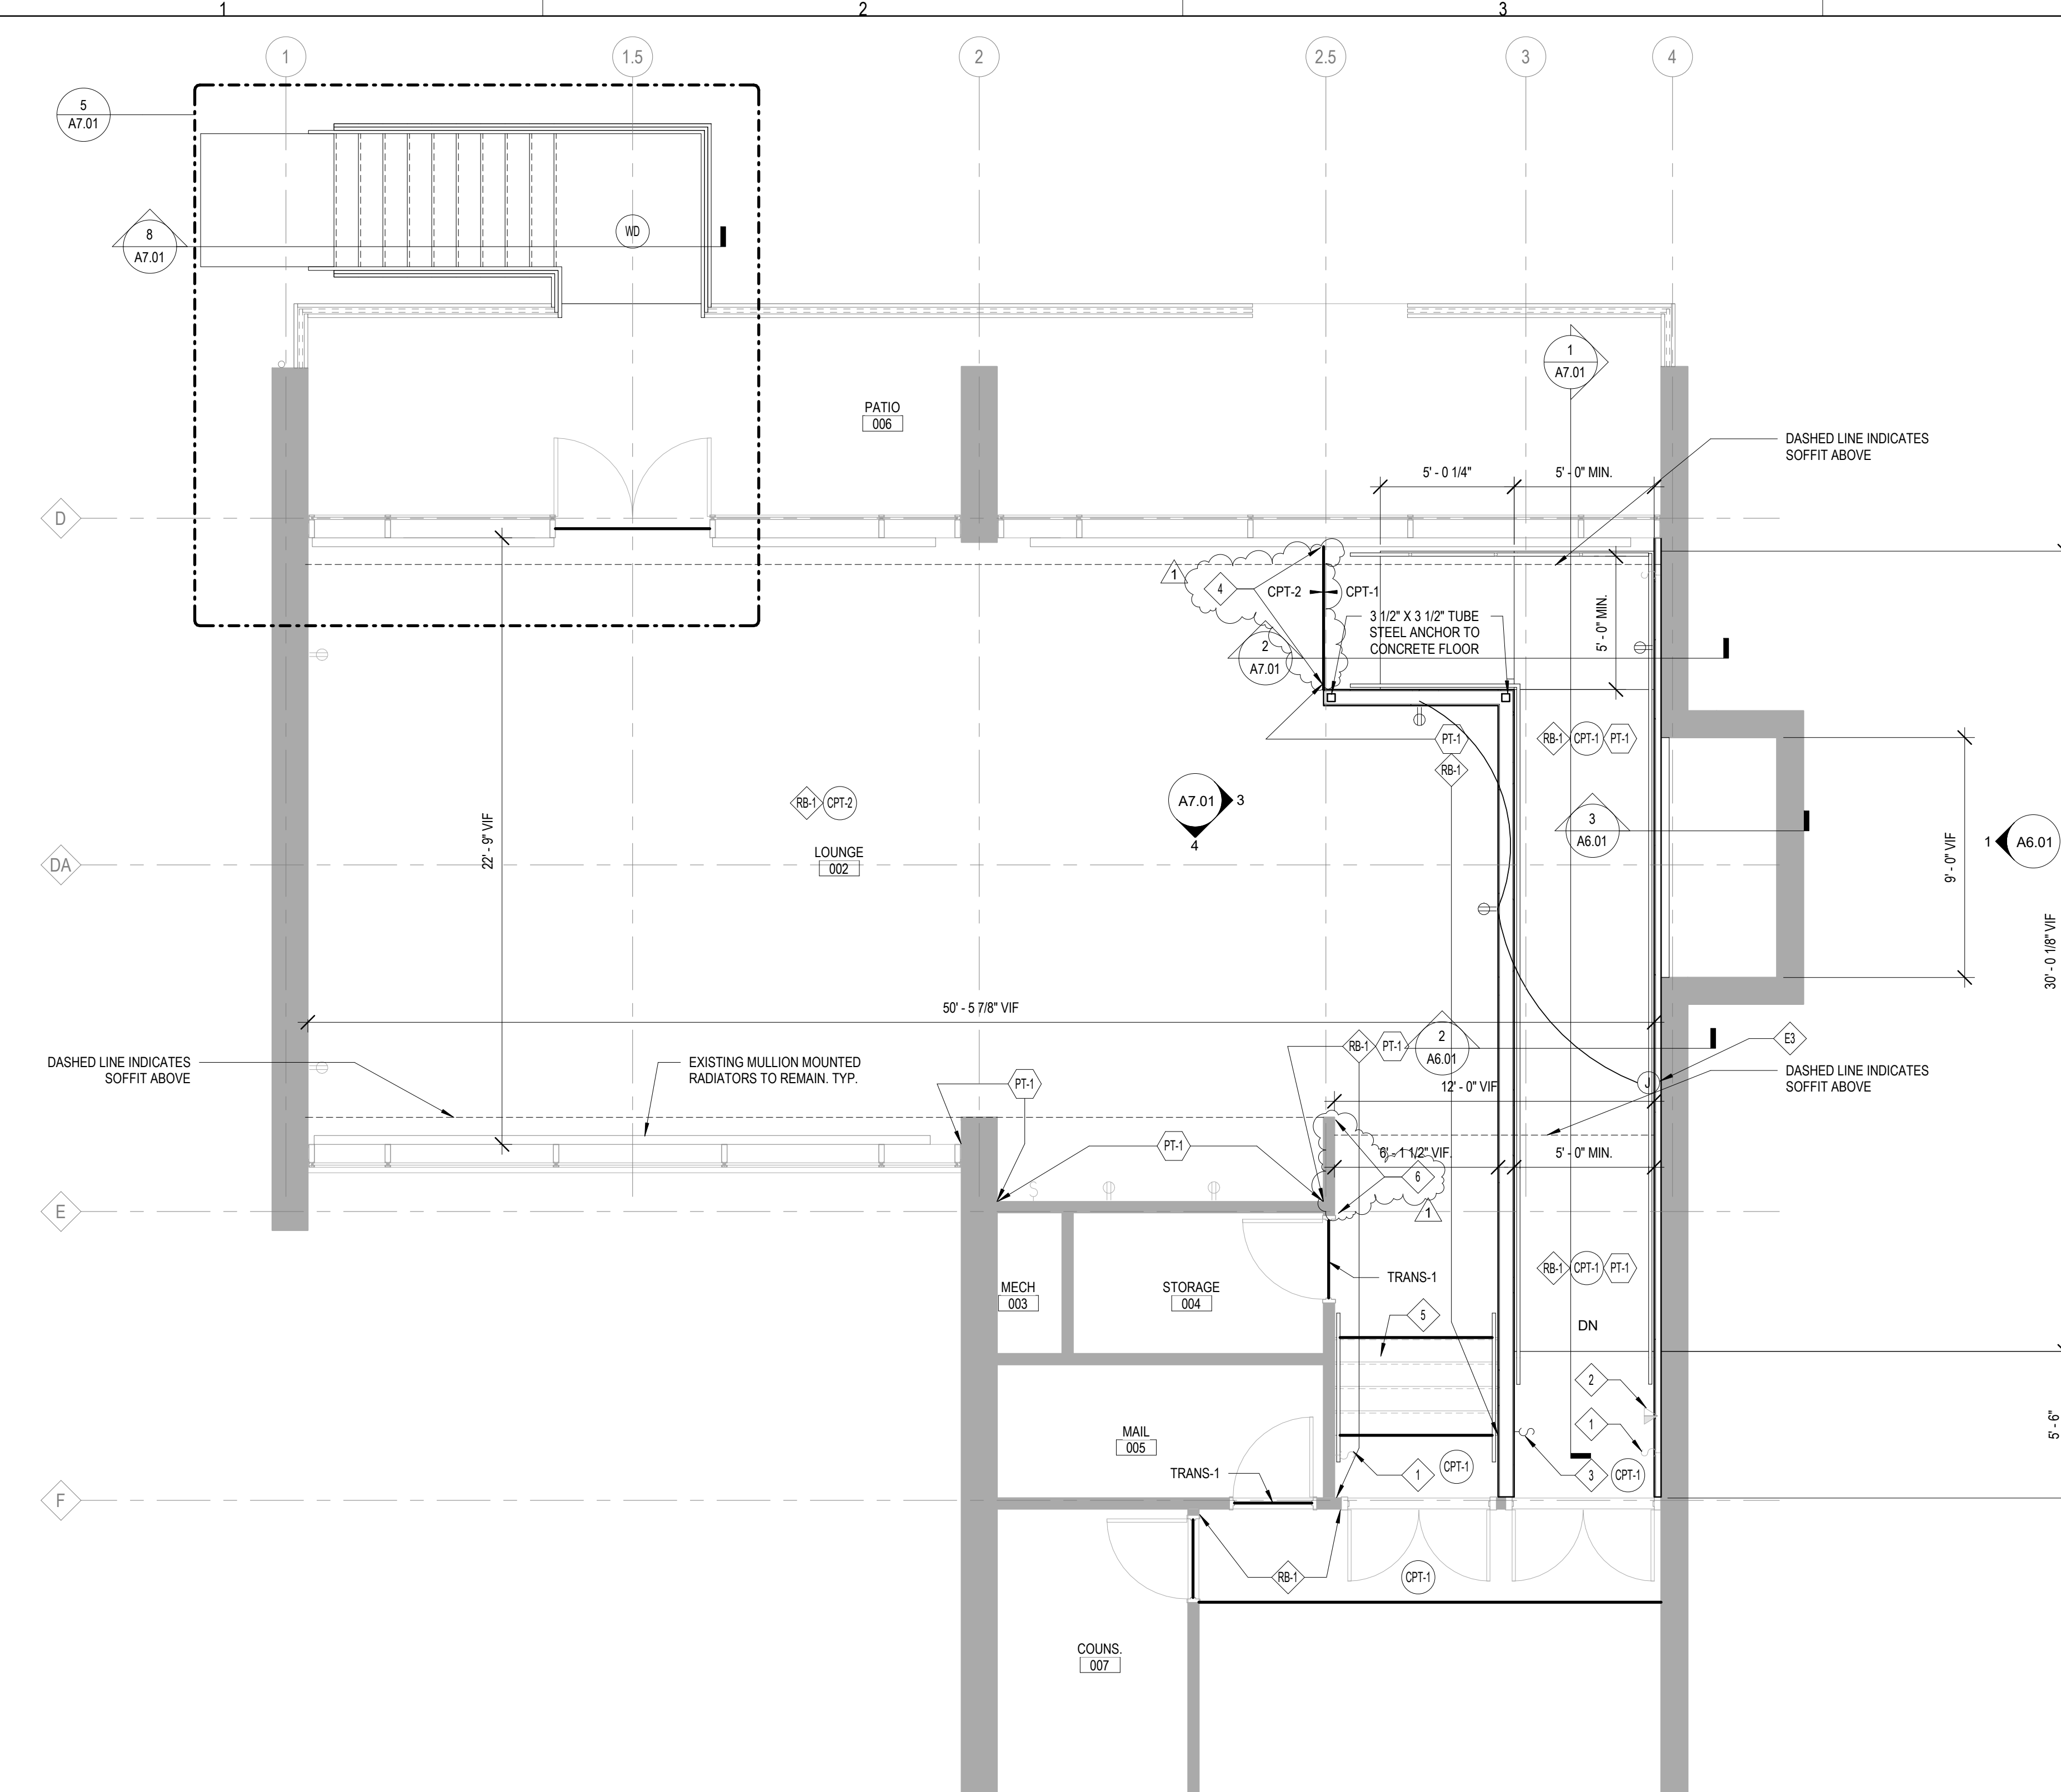 1
2
3
1
1.5
2
2.5
3
4
5
A7.01
8
A7.01
WD
1
A7.01
PATIO
006
DASHED LINE INDICATES
SOFFIT ABOVE
5' - 0 1/4"
5' - 0" MIN.
D
1
4
CPT-2
CPT-1
3 1/2" X 3 1/2" TUBE
STEEL ANCHOR TO
CONCRETE FLOOR
5' - 0" MIN.
2
A7.01
PT-1
RB-1
RB-1
CPT-1
PT-1
RB-1
CPT-2
A7.01
3
4
3
A6.01
22' - 9" VIF
LOUNGE
002
DA
9' - 0" VIF
1
A6.01
30' - 0 1/8" VIF
50' - 5 7/8" VIF
DASHED LINE INDICATES
SOFFIT ABOVE
EXISTING MULLION MOUNTED
RADIATORS TO REMAIN. TYP.
PT-1
RB-1
PT-1
2
A6.01
E3
J
12' - 0" VIF
DASHED LINE INDICATES
SOFFIT ABOVE
PT-1
6' - 1 1/2" VIF.
5' - 0" MIN.
6
1
E
TRANS-1
RB-1
CPT-1
PT-1
MECH
003
STORAGE
004
5
DN
2
1
MAIL
005
TRANS-1
1
CPT-1
3
CPT-1
5' - 6"
F
RB-1
CPT-1
COUNS.
007